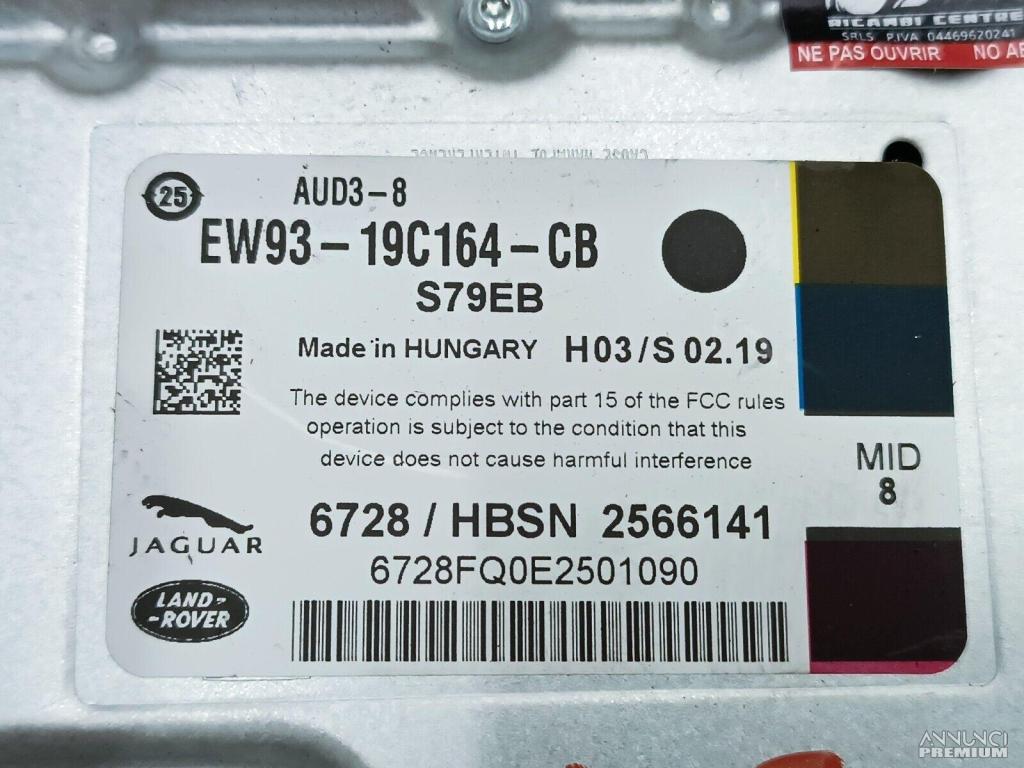 RICAMBI CENTRE
SRLS P.IVA 04469620241
NE PAS OUVRIR NO
25
AUD3-8
EW93-19C164-CB
S79EB
Made in HUNGARY H03/S 02.19
The device complies with part 15 of the FCC rules
operation is subject to the condition that this
device does not cause harmful interference
MID
8
JAGUAR
6728 / HBSN 2566141
6728FQ0E2501090
LAND-
-ROVER
ANNUNCI
PREMIUM